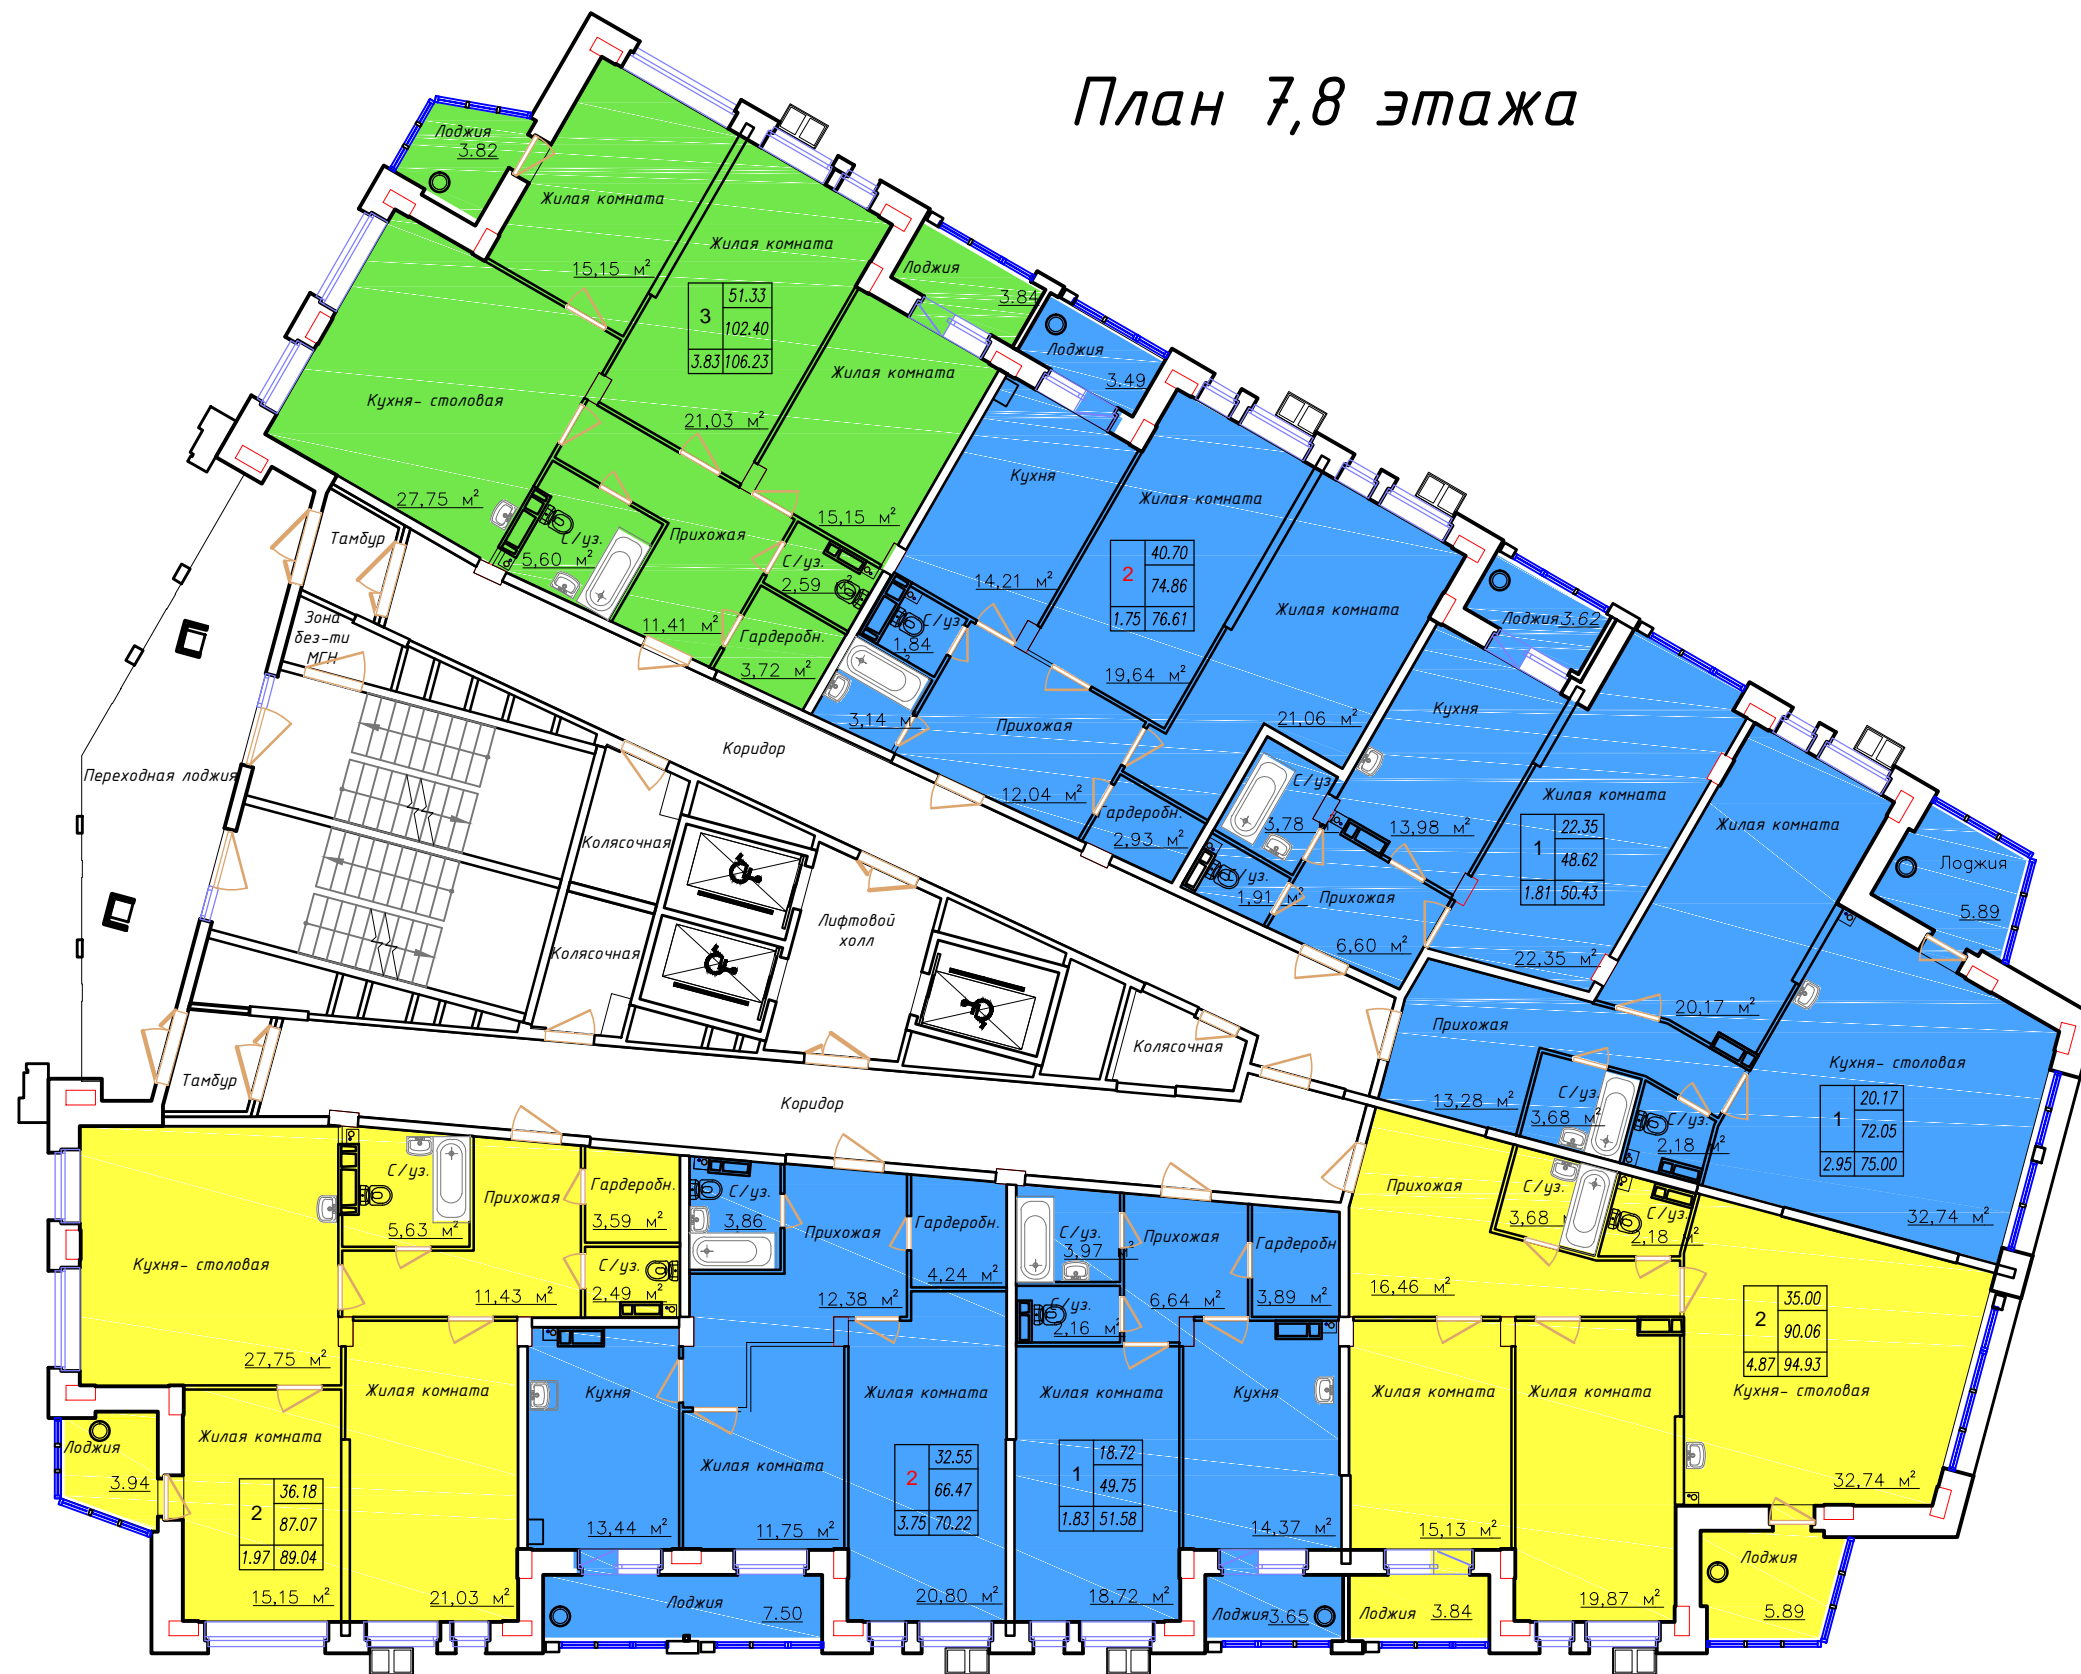 План 7,8 этажа
Лоджия
3.82
Жилая комната
15,15 м²
Жилая комната
21,03 м²
3
51.33
102.40
3.83 106.23
Лоджия
3.84
Жилая комната
15,15 м²
Кухня- столовая
27,75 м²
С/уз.
5,60 м²
Прихожая
11,41 м²
С/уз.
2,59 м²
Гардеробн.
3,72 м²
Лоджия
3.49
Кухня
14,21 м²
Жилая комната
19,64 м²
2
40.70
74.86
1.75 76.61
Жилая комната
21,06 м²
С/уз.
1,84 м²
3,14 м
Прихожая
12,04 м²
Гардеробн.
2,93 м²
Лоджия 3.62
Кухня
13,98 м²
Жилая комната
22,35 м²
1
22.35
48.62
1.81 50.43
С/уз.
3,78
С/уз.
1,91 м²
Прихожая
6,60 м²
Жилая комната
20,17 м²
Лоджия
5.89
Кухня- столовая
32,74 м²
1
20.17
72.05
2.95 75.00
Прихожая
13,28 м²
С/уз.
3,68 м²
С/уз.
2,18 м²
Тамбур
Зона
без-ти
МГН
Переходная лоджия
Коридор
Колясочная
Колясочная
Лифтовой
холл
Колясочная
Тамбур
Коридор
Кухня- столовая
27,75 м²
С/уз.
5,63 м²
Прихожая
11,43 м²
Гардеробн.
3,59 м²
С/уз.
2,49 м²
Лоджия
3.94
Жилая комната
15,15 м²
2
36.18
87.07
1.97 89.04
Жилая комната
21,03 м²
С/уз.
3,86
Прихожая
12,38 м²
Гардеробн.
4,24 м²
Кухня
13,44 м²
Жилая комната
11,75 м²
Жилая комната
20,80 м²
2
32.55
66.47
3.75 70.22
Лоджия
7.50
С/уз.
3,97 м²
С/уз.
2,16 м²
Прихожая
6,64 м²
Гардеробн
3,89 м²
Жилая комната
18,72 м²
1
18.72
49.75
1.83 51.58
Кухня
14,37 м²
Лоджия 3.65
Прихожая
16,46 м²
С/уз.
3,68 м
С/уз.
2,18 м²
Жилая комната
15,13 м²
Жилая комната
19,87 м²
2
35.00
90.06
4.87 94.93
Кухня- столовая
32,74 м²
Лоджия 3.84
Лоджия
5.89